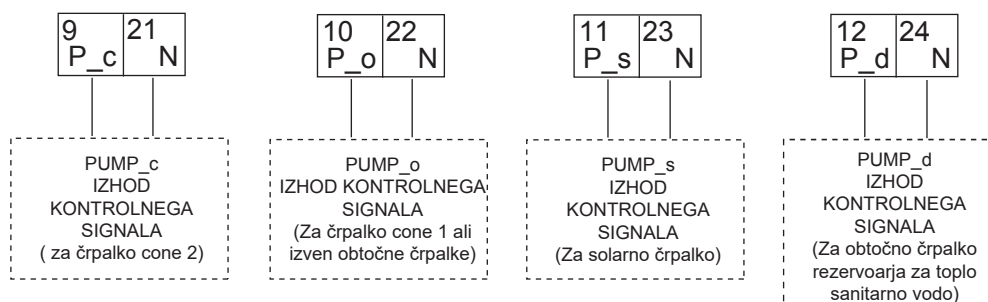 9 21
P_c N
PUMP_c
IZHOD
KONTROLNEGA
SIGNALA
( za črpalko cone 2)
10 22
P_o N
PUMP_o
IZHOD KONTROLNEGA
SIGNALA
(Za črpalko cone 1 ali
izven obtočne črpalke)
11 23
P_s N
PUMP_s
IZHOD
KONTROLNEGA
SIGNALA
(Za solarno črpalko)
12 24
P_d N
PUMP_d
IZHOD
KONTROLNEGA
SIGNALA
(Za obtočno črpalko
rezervoarja za toplo
sanitarno vodo)